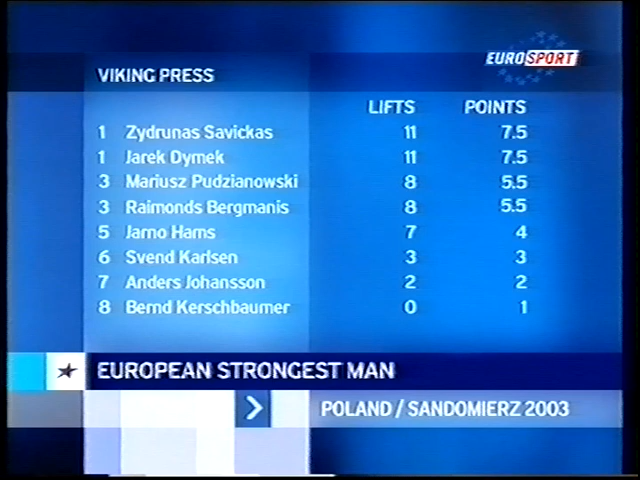 EUROSPORT
VIKING PRESS
LIFTS POINTS
1 Zydrunas Savickas 11 7.5
1 Jarek Dymek 11 7.5
3 Mariusz Pudzianowski 8 5.5
3 Raimonds Bergmanis 8 5.5
5 Jarno Hams 7 4
6 Svend Karlsen 3 3
7 Anders Johansson 2 2
8 Bernd Kerschbaumer 0 1
EUROPEAN STRONGEST MAN
POLAND / SANDOMIERZ 2003